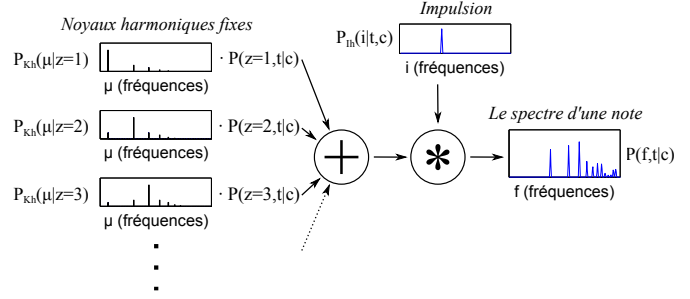 Noyaux harmoniques fixes
P_Kh(μ|z=1) · P(z=1,t|c)
μ (fréquences)
P_Kh(μ|z=2) · P(z=2,t|c)
μ (fréquences)
P_Kh(μ|z=3) · P(z=3,t|c)
μ (fréquences)
+
Impulsion
P_Ih(i|t,c)
i (fréquences)
*
Le spectre d'une note
P(f,t|c)
f (fréquences)